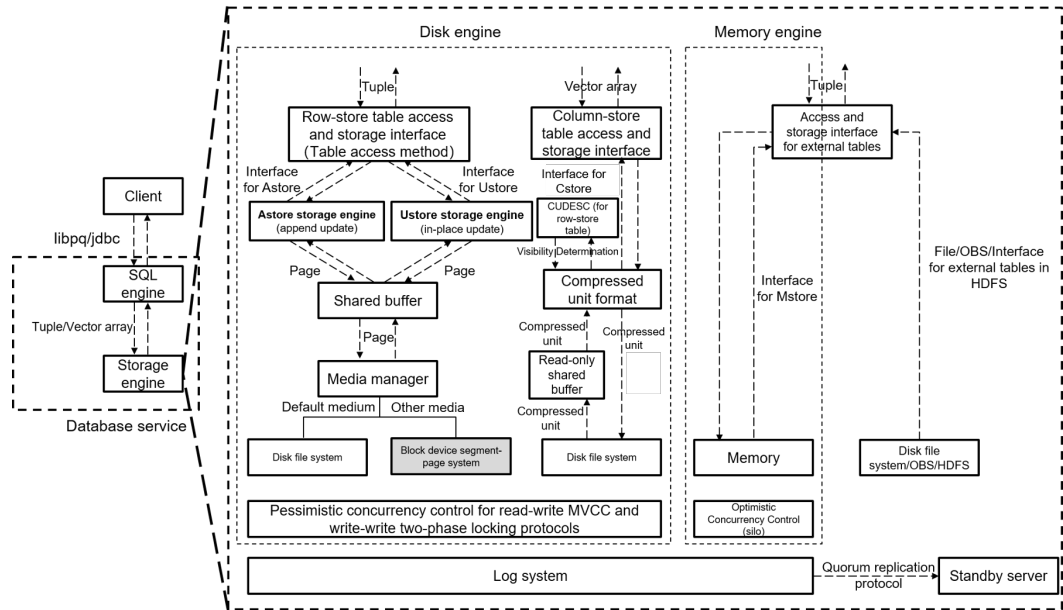 Disk engine
Memory engine
Tuple
Vector array
Tuple
Row-store table access
and storage interface
(Table access method)
Column-store
table access and
storage interface
Access and
storage interface
for external tables
Interface
for Astore
Interface
for Ustore
Interface for
Cstore
Client
libpq/jdbc
SQL
engine
Tuple/Vector array
Storage
engine
Database service
Astore storage engine
(append update)
Ustore storage engine
(in-place update)
CUDESC (for
row-store
table)
Visibility Determination
Page
Page
Shared buffer
Compressed
unit format
Page
Compressed
unit
Compressed
unit
Media manager
Read-only
shared
buffer
Default medium
Other media
Compressed
unit
Disk file system
Block device segment-
page system
Disk file system
Interface
for Mstore
File/OBS/Interface
for external tables in
HDFS
Memory
Disk file
system/OBS/HDFS
Pessimistic concurrency control for read-write MVCC and
write-write two-phase locking protocols
Optimistic
Concurrency Control
(silo)
Log system
Quorum replication
protocol
Standby server